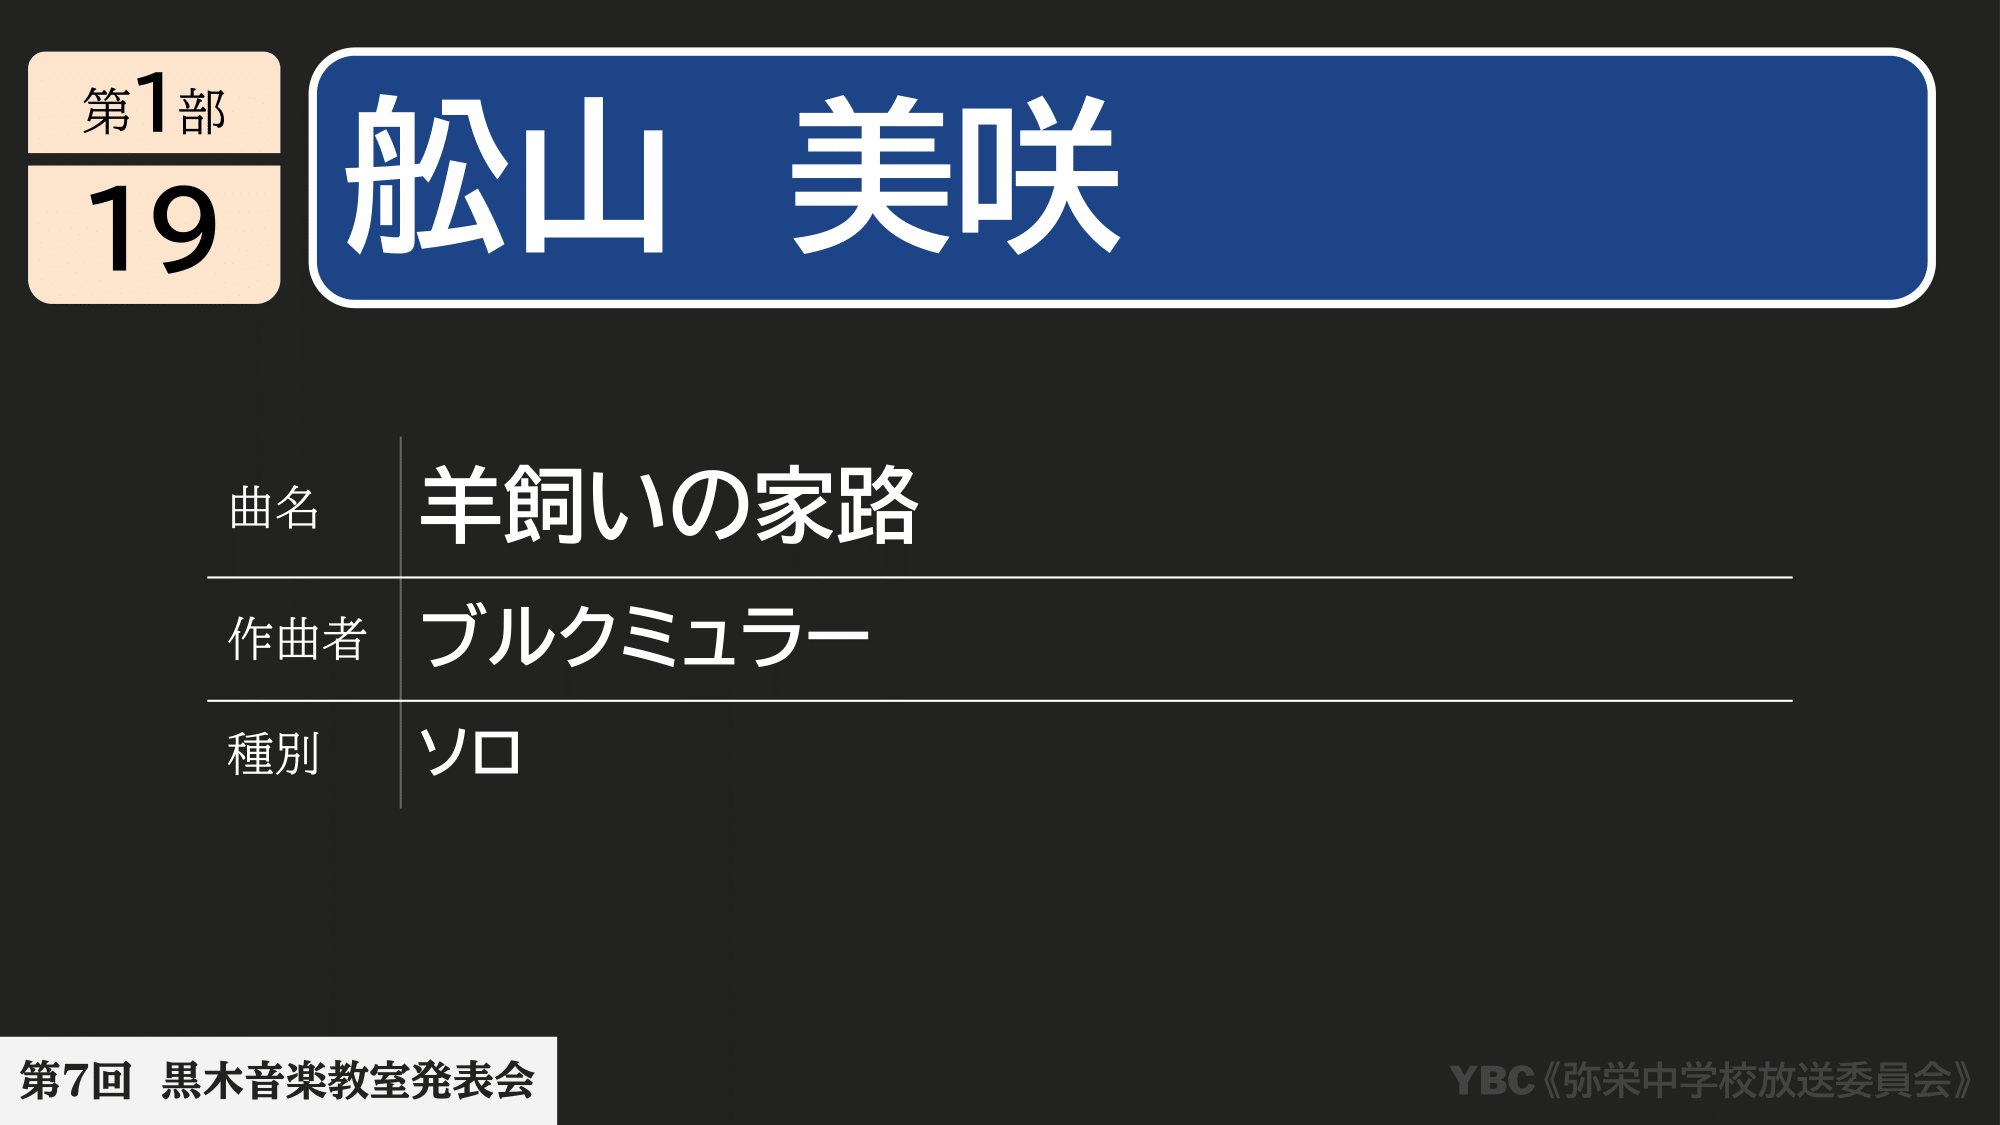 第1部
19
舩山 美咲
曲名 羊飼いの家路
作曲者 ブルクミュラー
種別 ソロ
第7回 黒木音楽教室発表会
YBC《弥栄中学校放送委員会》